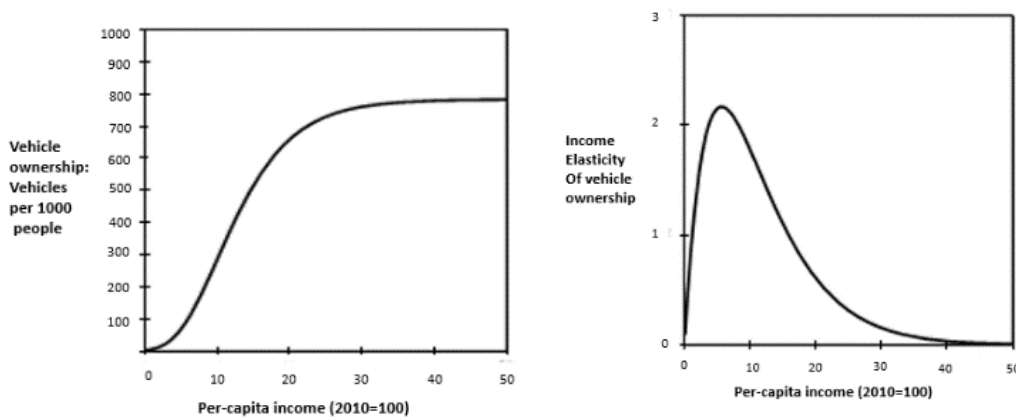 1000
900
800
700
600
500
400
300
200
100
Vehicle
ownership:
Vehicles
per 1000
people
0 10 20 30 40 50
Per-capita income (2010=100)
3
2
1
0
Income
Elasticity
Of vehicle
ownership
0 10 20 30 40 50
Per-capita income (2010=100)